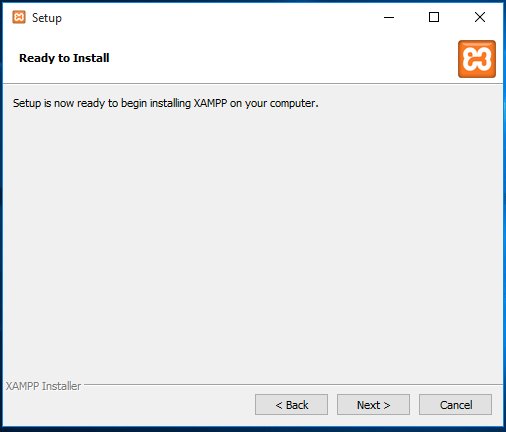 Setup
Ready to Install
Setup is now ready to begin installing XAMPP on your computer.
XAMPP Installer
< Back Next > Cancel